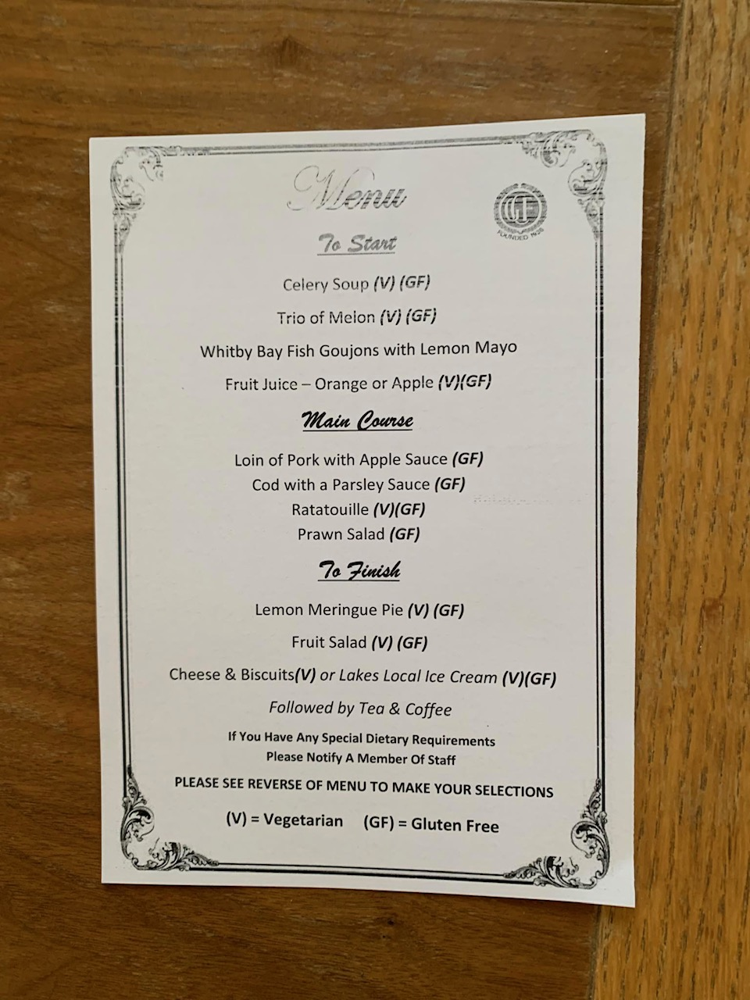 Menu
FOUNDED 1926
To Start
Celery Soup (V) (GF)
Trio of Melon (V) (GF)
Whitby Bay Fish Goujons with Lemon Mayo
Fruit Juice – Orange or Apple (V)(GF)
Main Course
Loin of Pork with Apple Sauce (GF)
Cod with a Parsley Sauce (GF)
Ratatouille (V)(GF)
Prawn Salad (GF)
To Finish
Lemon Meringue Pie (V) (GF)
Fruit Salad (V) (GF)
Cheese & Biscuits(V) or Lakes Local Ice Cream (V)(GF)
Followed by Tea & Coffee
If You Have Any Special Dietary Requirements
Please Notify A Member Of Staff
PLEASE SEE REVERSE OF MENU TO MAKE YOUR SELECTIONS
(V) = Vegetarian (GF) = Gluten Free